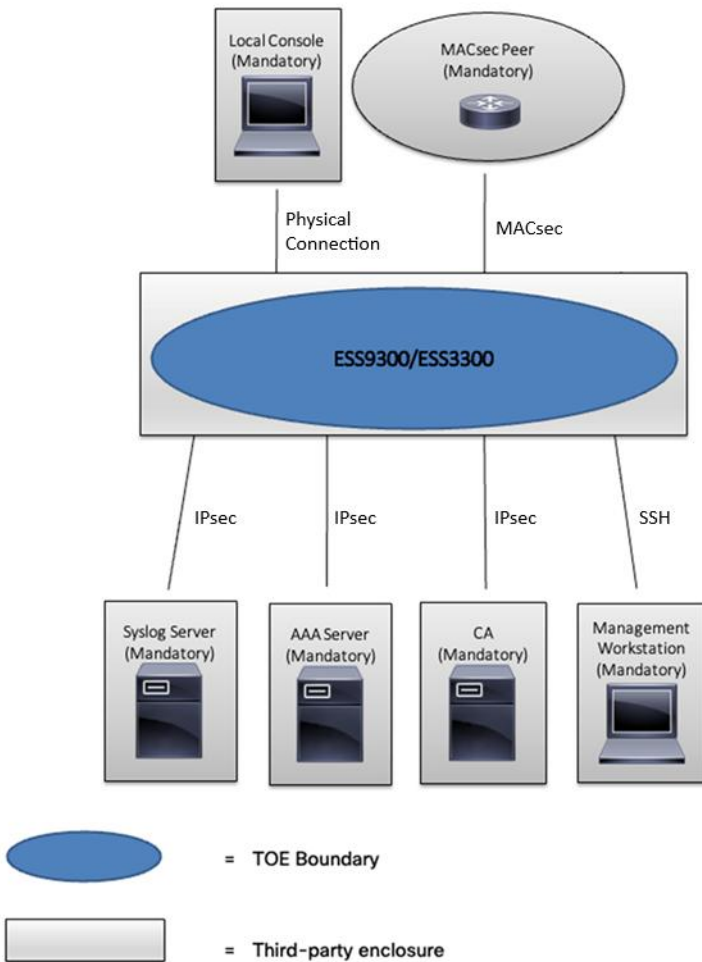 Local Console
(Mandatory)
MACsec Peer
(Mandatory)
Physical
Connection
MACsec
ESS9300/ESS3300
IPsec
IPsec
IPsec
SSH
Syslog Server
(Mandatory)
AAA Server
(Mandatory)
CA
(Mandatory)
Management
Workstation
(Mandatory)
= TOE Boundary
= Third-party enclosure